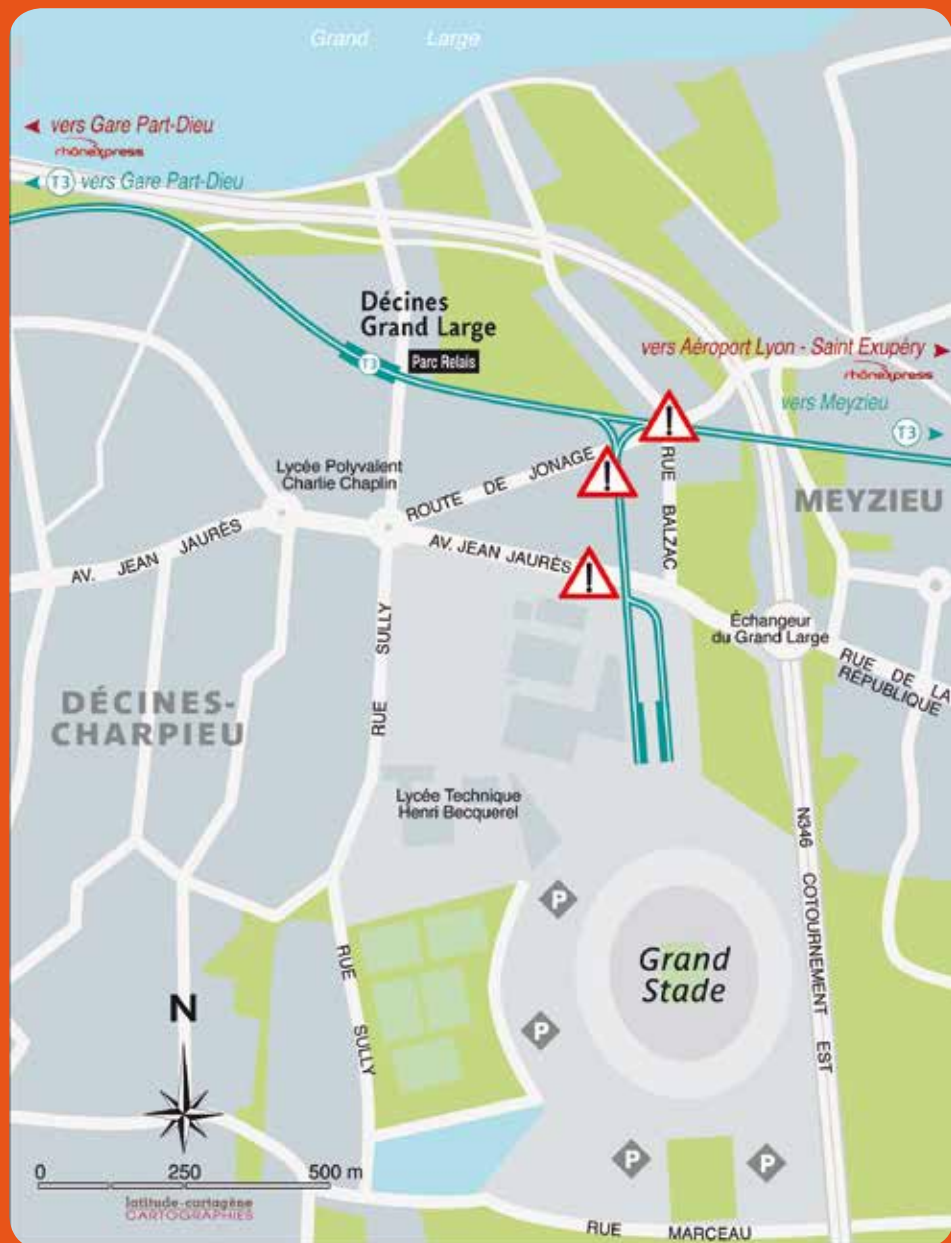 Grand Large
vers Gare Part-Dieu
rhônexpress
T3 vers Gare Part-Dieu
Décines
Grand Large
T3
Parc Relais
vers Aéroport Lyon - Saint Exupéry
rhônexpress
vers Meyzieu
T3
!
!
!
Lycée Polyvalent
Charlie Chaplin
ROUTE DE JONAGE
RUE BALZAC
MEYZIEU
AV. JEAN JAURÈS
AV. JEAN JAURÈS
RUE SULLY
Échangeur
du Grand Large
RUE DE LA
RÉPUBLIQUE
DÉCINES-
CHARPIEU
Lycée Technique
Henri Becquerel
N346 COTOURNEMENT EST
P
Grand
Stade
RUE SULLY
P
N
P
P
0 250 500 m
latitude-cartagène
CARTOGRAPHIES
RUE MARCEAU